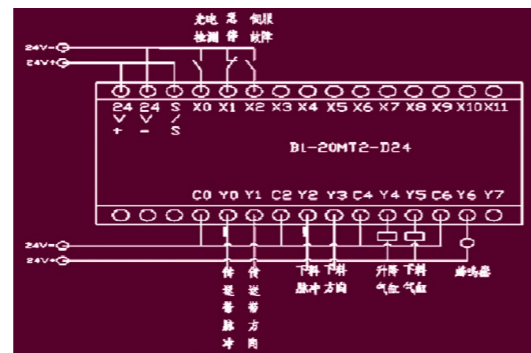 光电 急 伺服
检测 停 故障
24V-
24V+
24 24 S X0 X1 X2 X3 X4 X5 X6 X7 X8 X9 X10 X11
V V /
+ - S
B1-20MT2-D24
C0 Y0 Y1 C2 Y2 Y3 C4 Y4 Y5 C6 Y6 Y7
24V-
24V+
传 传 下料 下料 升降 下料 蜂鸣器
送 送 脉冲 方向 气缸 气缸
带 带
脉 方
冲 向